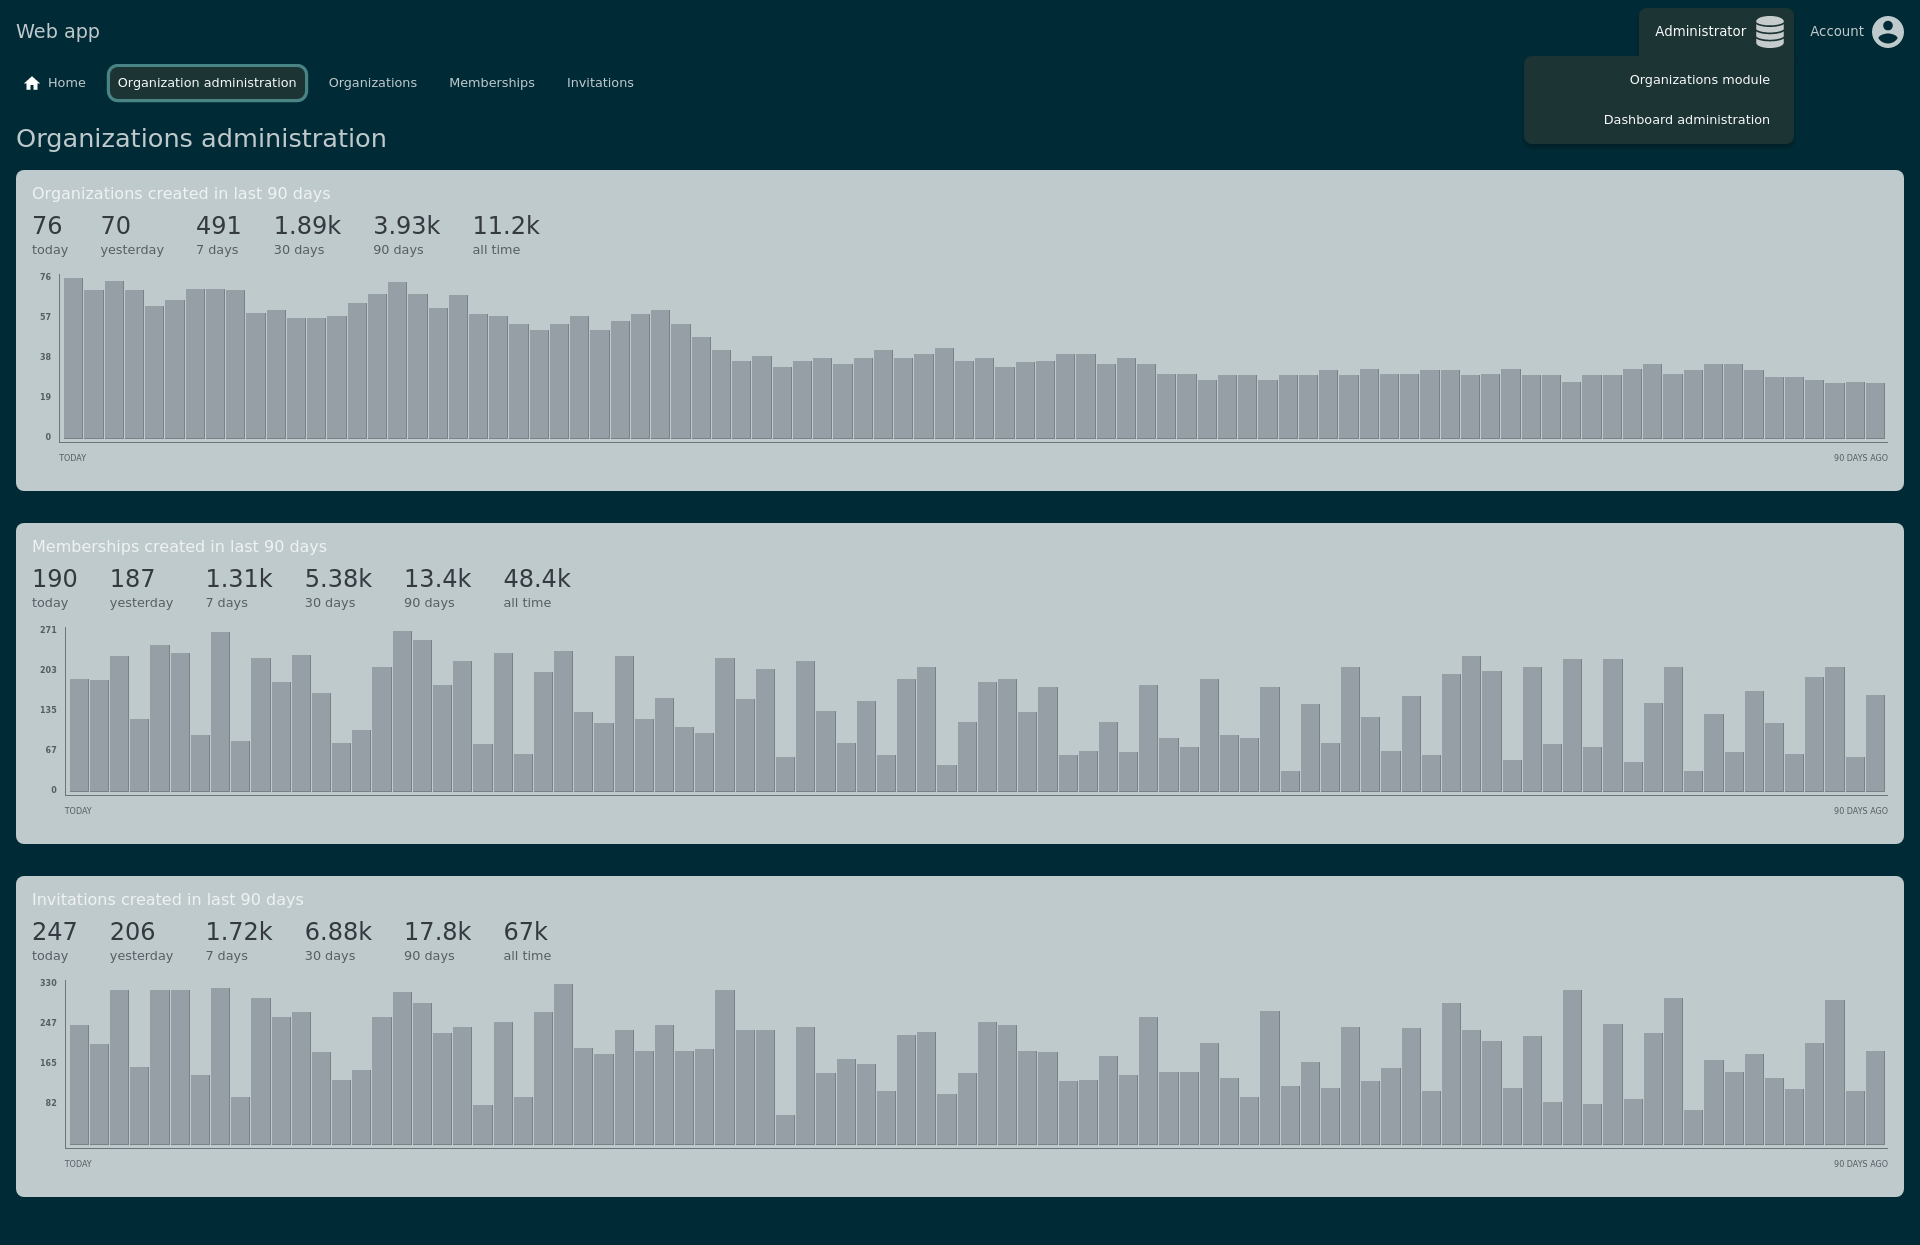 Web app
Administrator
Account
Organizations module
Dashboard administration
Home
Organization administration
Organizations
Memberships
Invitations
Organizations administration
Organizations created in last 90 days
76 70 491 1.89k 3.93k 11.2k
today yesterday 7 days 30 days 90 days all time
76
57
38
19
0
TODAY 90 DAYS AGO
Memberships created in last 90 days
190 187 1.31k 5.38k 13.4k 48.4k
today yesterday 7 days 30 days 90 days all time
271
203
135
67
0
TODAY 90 DAYS AGO
Invitations created in last 90 days
247 206 1.72k 6.88k 17.8k 67k
today yesterday 7 days 30 days 90 days all time
330
247
165
82
TODAY 90 DAYS AGO